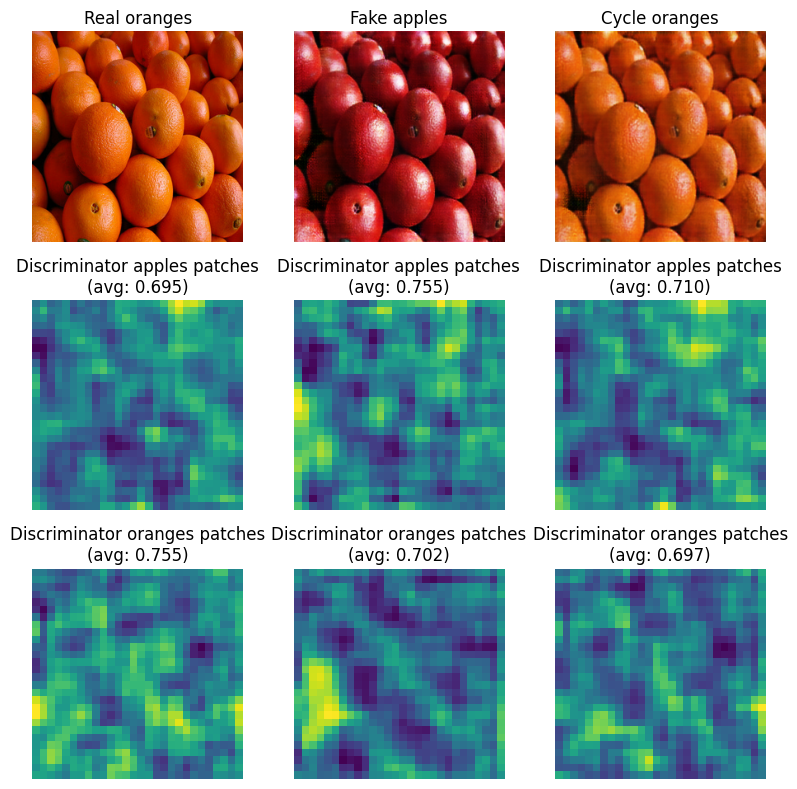 Real oranges
Fake apples
Cycle oranges
Discriminator apples patches
(avg: 0.695)
Discriminator apples patches
(avg: 0.755)
Discriminator apples patches
(avg: 0.710)
Discriminator oranges patches
(avg: 0.755)
Discriminator oranges patches
(avg: 0.702)
Discriminator oranges patches
(avg: 0.697)